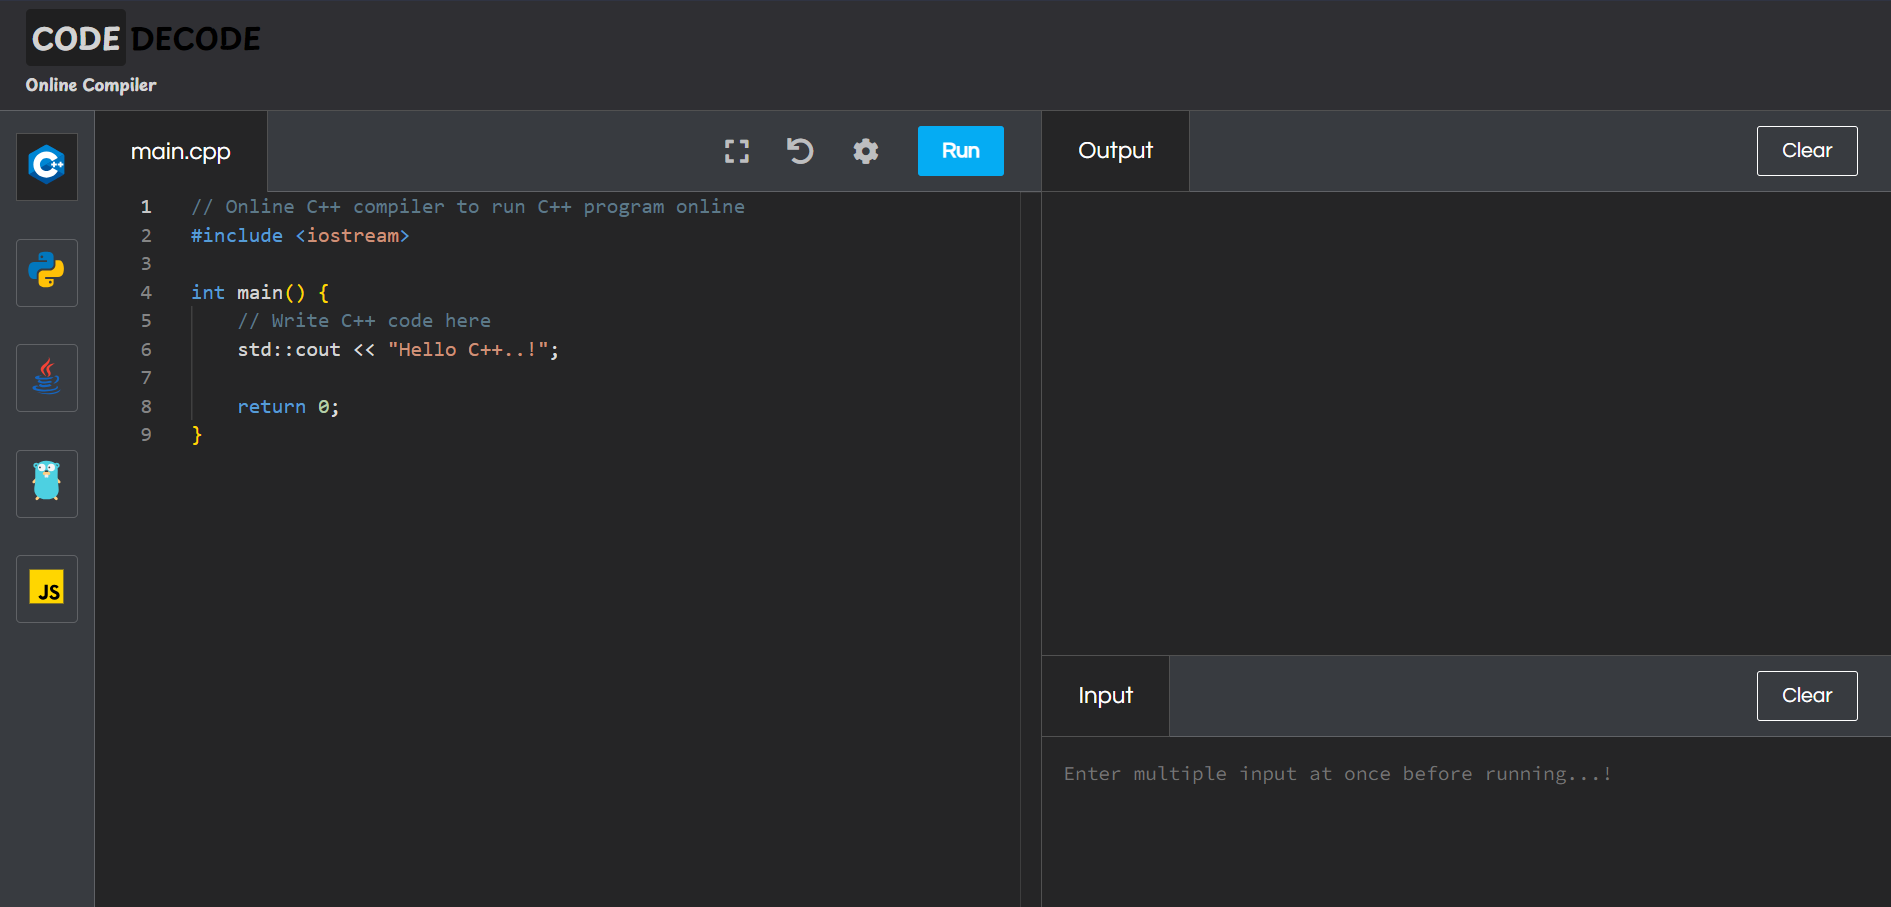 CODE DECODE
Online Compiler
main.cpp
Run
1 // Online C++ compiler to run C++ program online
2 #include <iostream>
3
4 int main() {
5     // Write C++ code here
6     std::cout << "Hello C++..!";
7
8     return 0;
9 }
JS
Output
Clear
Input
Clear
Enter multiple input at once before running...!